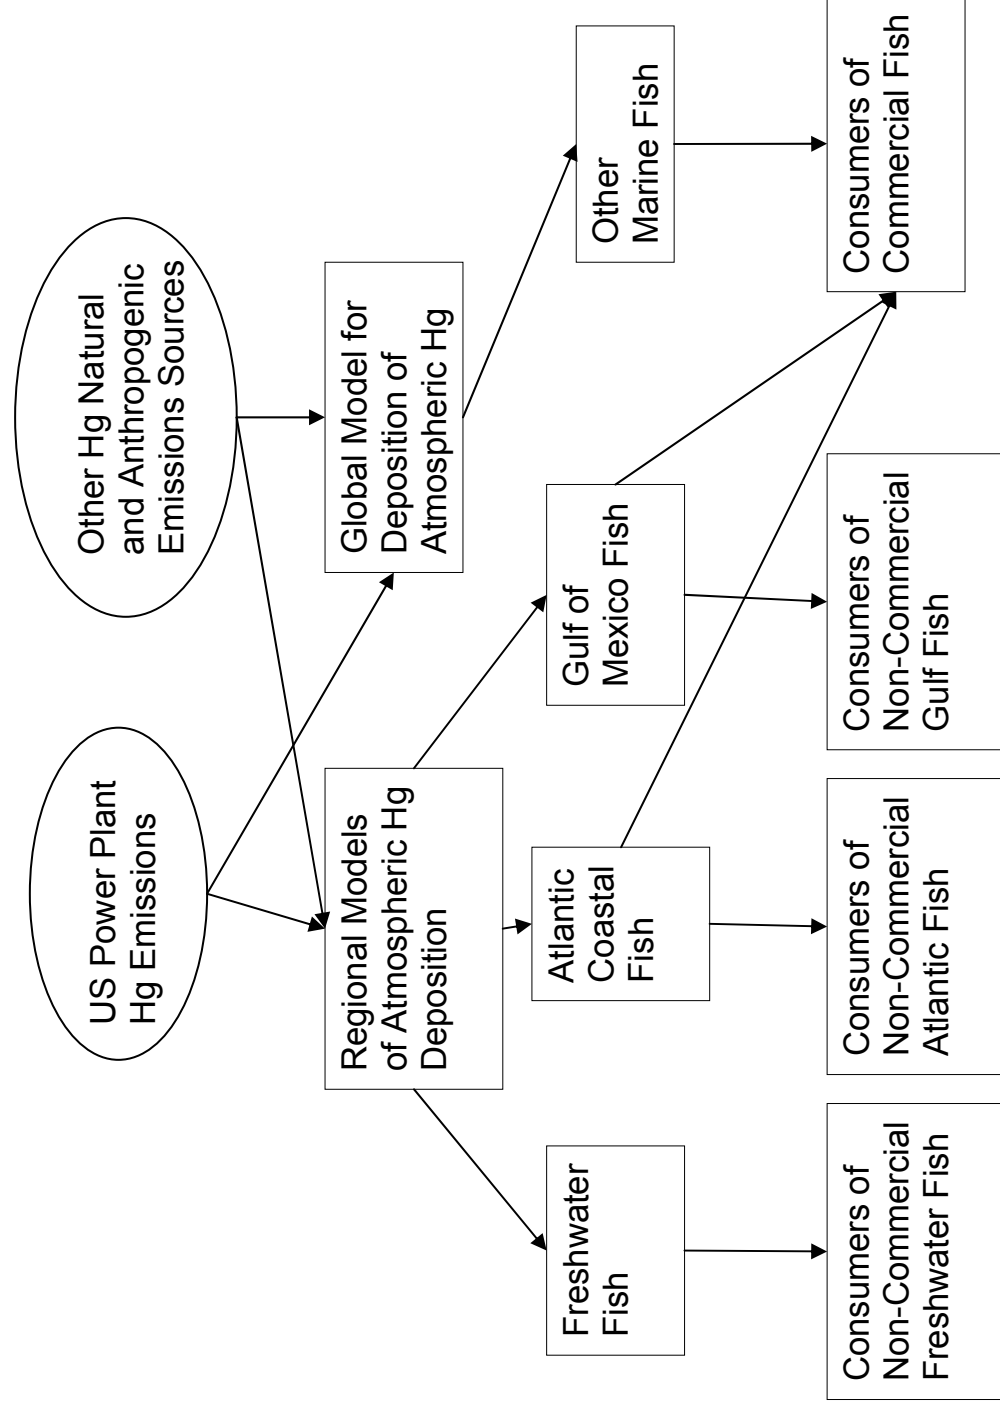 US Power Plant
Hg Emissions
Other Hg Natural
and Anthropogenic
Emissions Sources
Regional Models
of Atmospheric Hg
Deposition
Global Model for
Deposition of
Atmospheric Hg
Freshwater
Fish
Atlantic
Coastal
Fish
Gulf of
Mexico Fish
Other
Marine Fish
Consumers of
Non-Commercial
Freshwater Fish
Consumers of
Non-Commercial
Atlantic Fish
Consumers of
Non-Commercial
Gulf Fish
Consumers of
Commercial Fish